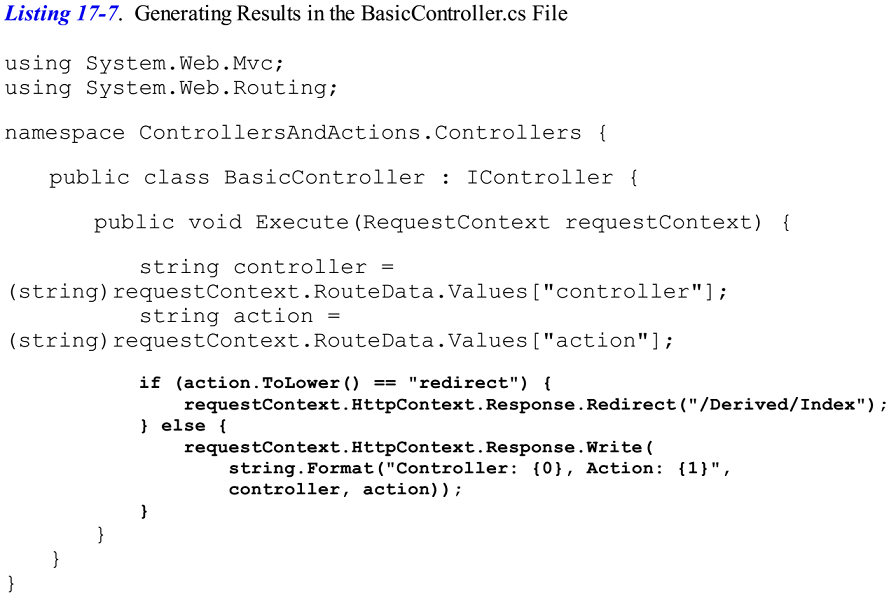 Listing 17-7. Generating Results in the BasicController.cs File
using System.Web.Mvc;
using System.Web.Routing;
namespace ControllersAndActions.Controllers {
public class BasicController : IController {
public void Execute(RequestContext requestContext) {
string controller =
(string)requestContext.RouteData.Values["controller"];
string action =
(string)requestContext.RouteData.Values["action"];
if (action.ToLower() == "redirect") {
requestContext.HttpContext.Response.Redirect("/Derived/Index");
} else {
requestContext.HttpContext.Response.Write(
string.Format("Controller: {0}, Action: {1}",
controller, action));
}
}
}
}